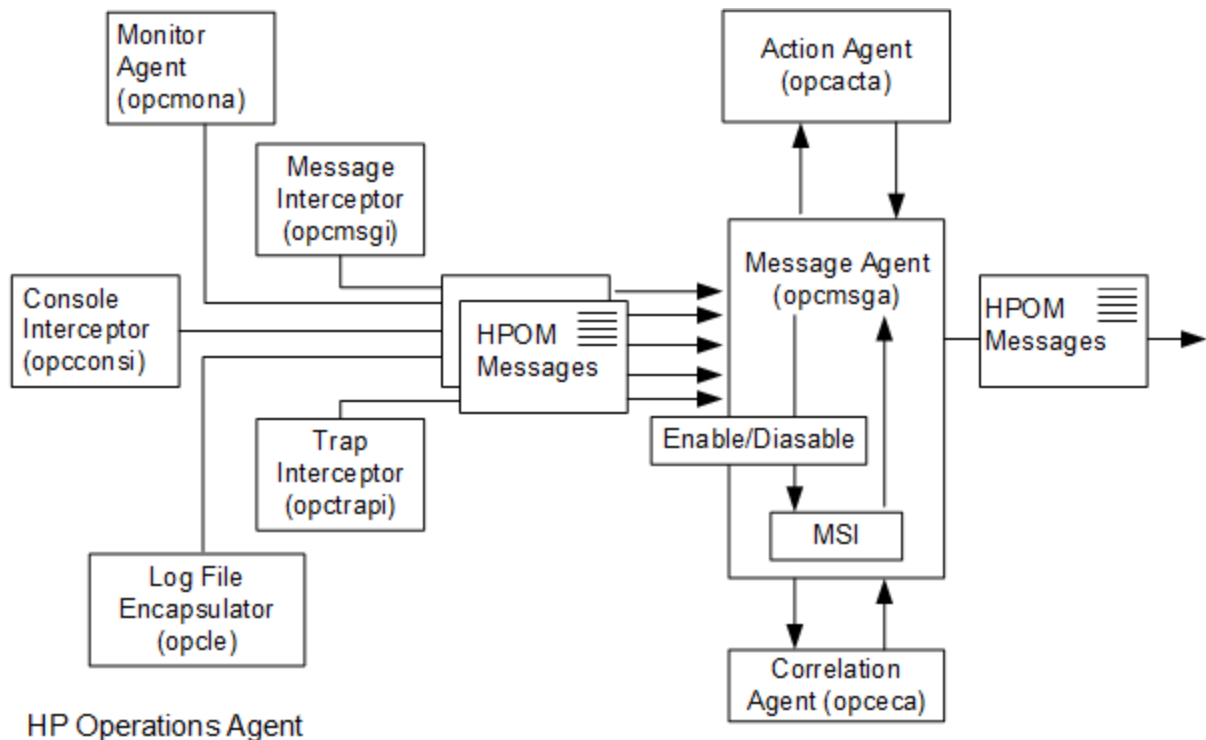 Monitor
Agent
(opcmona)
Action Agent
(opcacta)
Message
Interceptor
(opcmsgi)
Console
Interceptor
(opcconsi)
HPOM
Messages
Message Agent
(opcmsga)
HPOM
Messages
Trap
Interceptor
(opctrapi)
Enable/Diasable
MSI
Log File
Encapsulator
(opcle)
Correlation
Agent (opceca)
HP Operations Agent